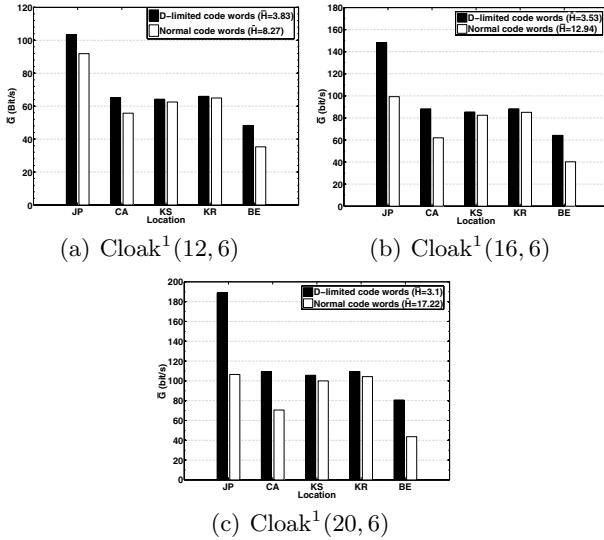 D-limited code words (H̄=3.83)
Normal code words (H̄=8.27)
Ḡ (Bit/s)
120
100
80
60
40
20
0
JP CA KS KR BE
Location
(a) Cloak¹(12, 6)
D-limited code words (H̄=3.53)
Normal code words (H̄=12.94)
Ḡ (bit/s)
180
160
140
120
100
80
60
40
20
0
JP CA KS KR BE
Location
(b) Cloak¹(16, 6)
D-limited code words (H̄=3.1)
Normal code words (H̄=17.22)
Ḡ (bit/s)
200
180
160
140
120
100
80
60
40
20
0
JP CA KS KR BE
Location
(c) Cloak¹(20, 6)